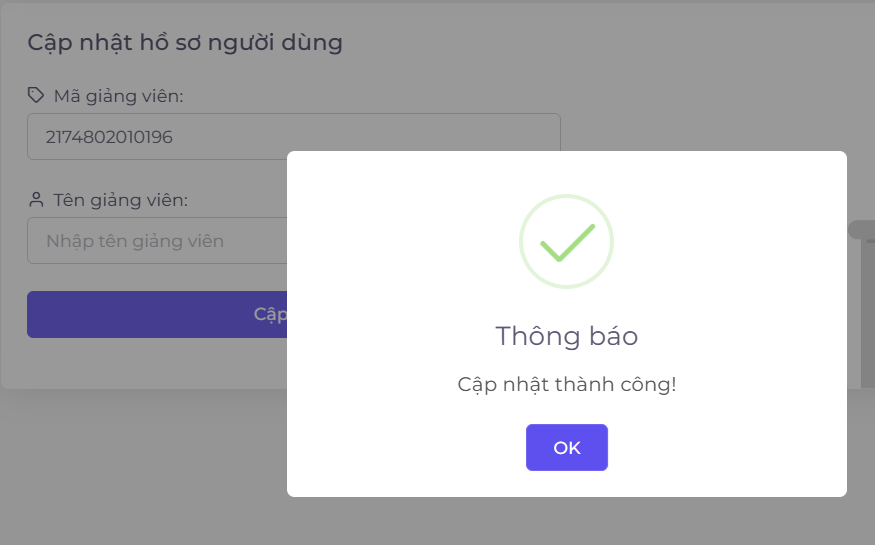 Cập nhật hồ sơ người dùng
Mã giảng viên:
2174802010196
Tên giảng viên:
Nhập tên giảng viên
Cập
Thông báo
Cập nhật thành công!
OK